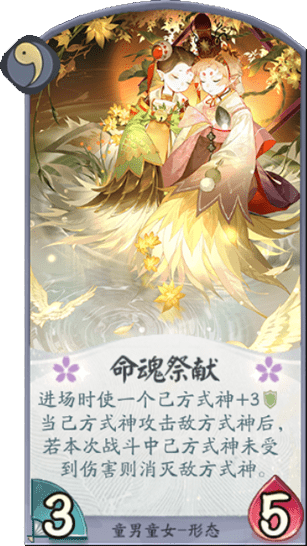 命魂祭献
进场时使一个己方式神+3
当己方式神攻击敌方式神后，
若本次战斗中己方式神未受
到伤害则消灭敌方式神。
3
5
童男童女-形态